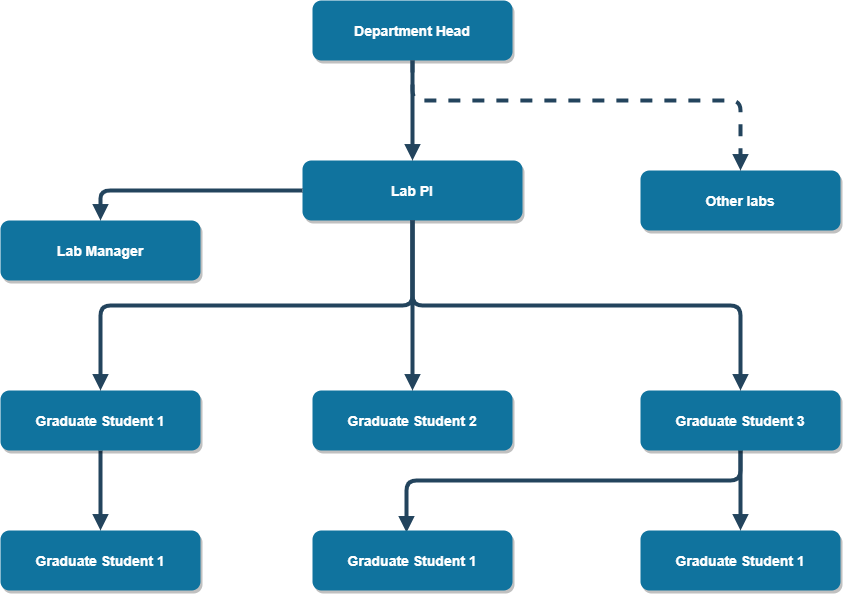 Department Head
Lab PI
Other labs
Lab Manager
Graduate Student 1
Graduate Student 2
Graduate Student 3
Graduate Student 1
Graduate Student 1
Graduate Student 1